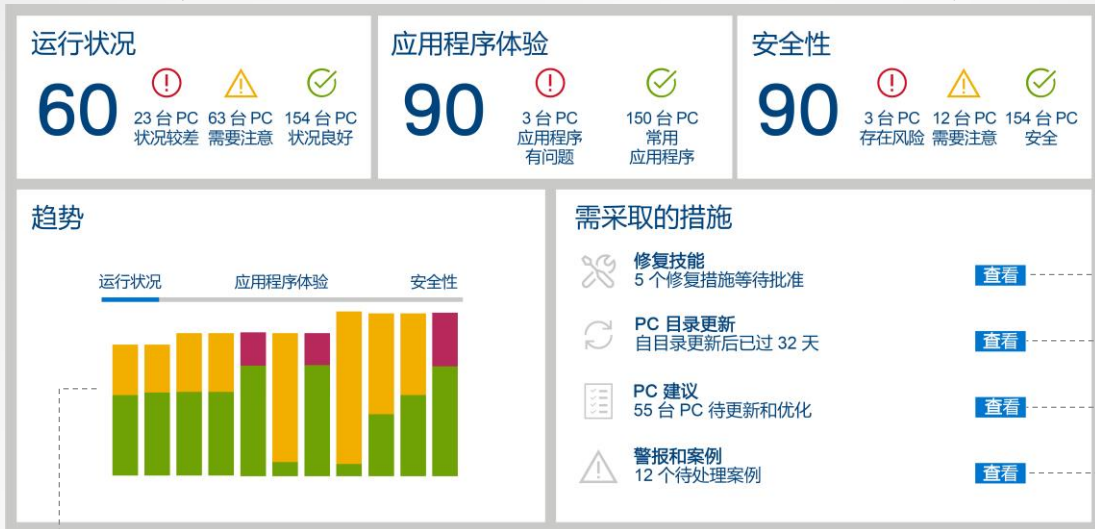 运行状况
60
23 台 PC
状况较差
63 台 PC
需要注意
154 台 PC
状况良好
应用程序体验
90
3 台 PC
应用程序
有问题
150 台 PC
常用
应用程序
安全性
90
3 台 PC
存在风险
12 台 PC
需要注意
154 台 PC
安全
趋势
运行状况
应用程序体验
安全性
需采取的措施
修复技能
5 个修复措施等待批准
查看
PC 目录更新
自目录更新后已过 32 天
查看
PC 建议
55 台 PC 待更新和优化
查看
警报和案例
12 个待处理案例
查看